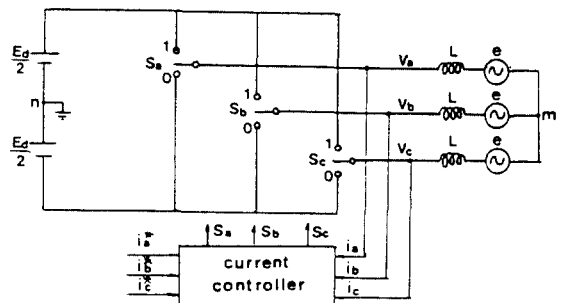 Ed
2
n
Ed
2
1
Sa
0
1
Sb
0
1
Sc
0
Va
L
e
Vb
L
e
m
Vc
L
e
Sa
Sb
Sc
ia*
ib*
ic*
current
controller
ia
ib
ic